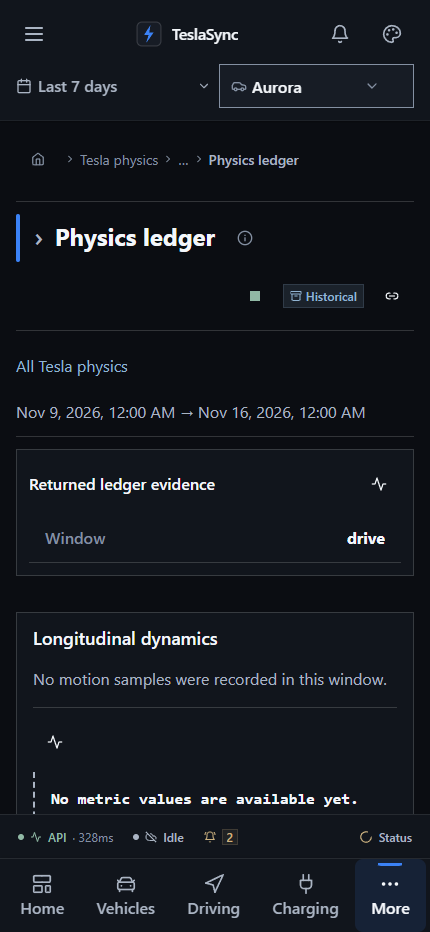 TeslaSync
Last 7 days
Aurora
Tesla physics
...
Physics ledger
Physics ledger
Historical
All Tesla physics
Nov 9, 2026, 12:00 AM → Nov 16, 2026, 12:00 AM
Returned ledger evidence
Window drive
Longitudinal dynamics
No motion samples were recorded in this window.
No metric values are available yet.
API · 328ms Idle 2 Status
Home Vehicles Driving Charging More